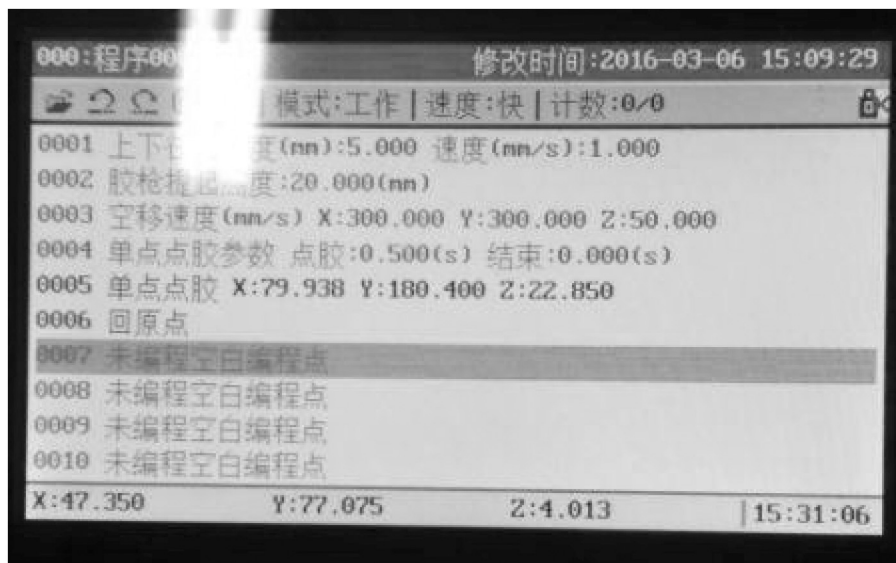 000:程序00 修改时间:2016-03-06 15:09:29
模式:工作|速度:快|计数:0/0
0001 上下 度(mm):5.000 速度(mm/s):1.000
0002 胶枪提起 度:20.000(mm)
0003 空移速度(mm/s) X:300.000 Y:300.000 Z:50.000
0004 单点点胶参数 点胶:0.500(s) 结束:0.000(s)
0005 单点点胶 X:79.938 Y:180.400 Z:22.850
0006 回原点
0007 未编程空白编程点
0008 未编程空白编程点
0009 未编程空白编程点
0010 未编程空白编程点
X:47.350 Y:77.075 Z:4.013 |15:31:06